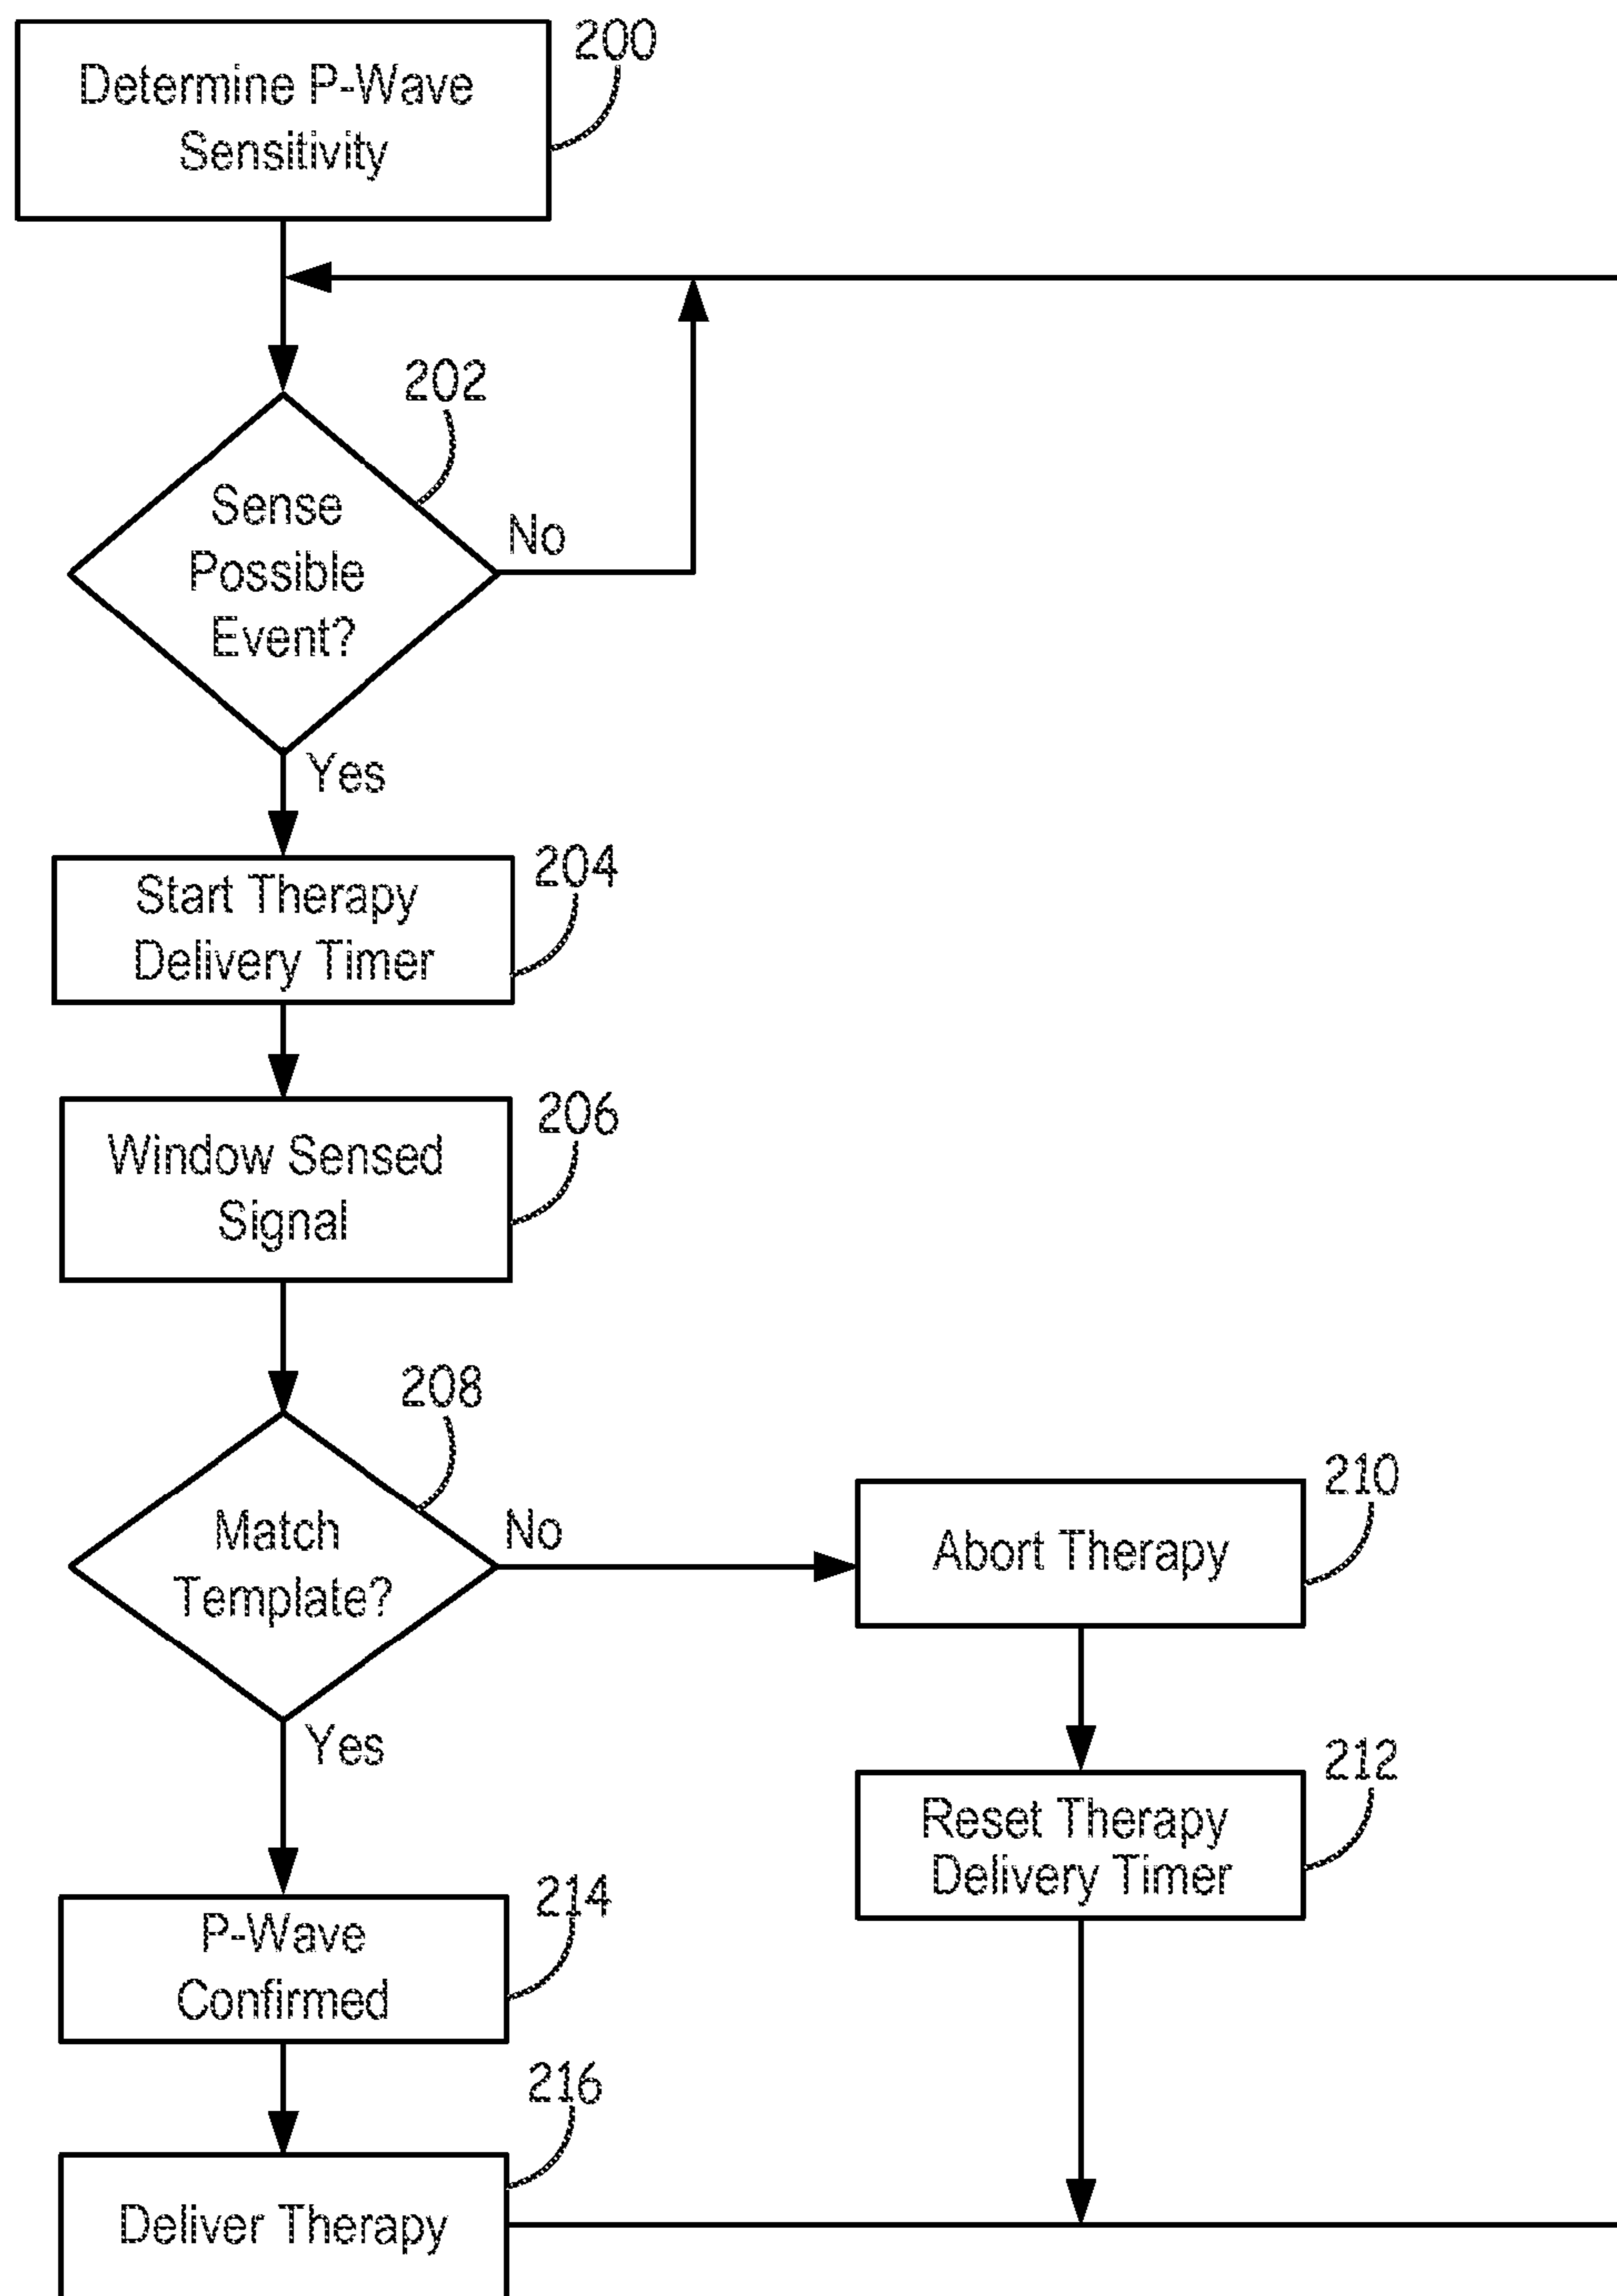 200
Determine P-Wave
Sensitivity
202
Sense
Possible
Event?
No
Yes
204
Start Therapy
Delivery Timer
206
Window Sensed
Signal
208
Match
Template?
No
Yes
210
Abort Therapy
212
Reset Therapy
Delivery Timer
214
P-Wave
Confirmed
216
Deliver Therapy